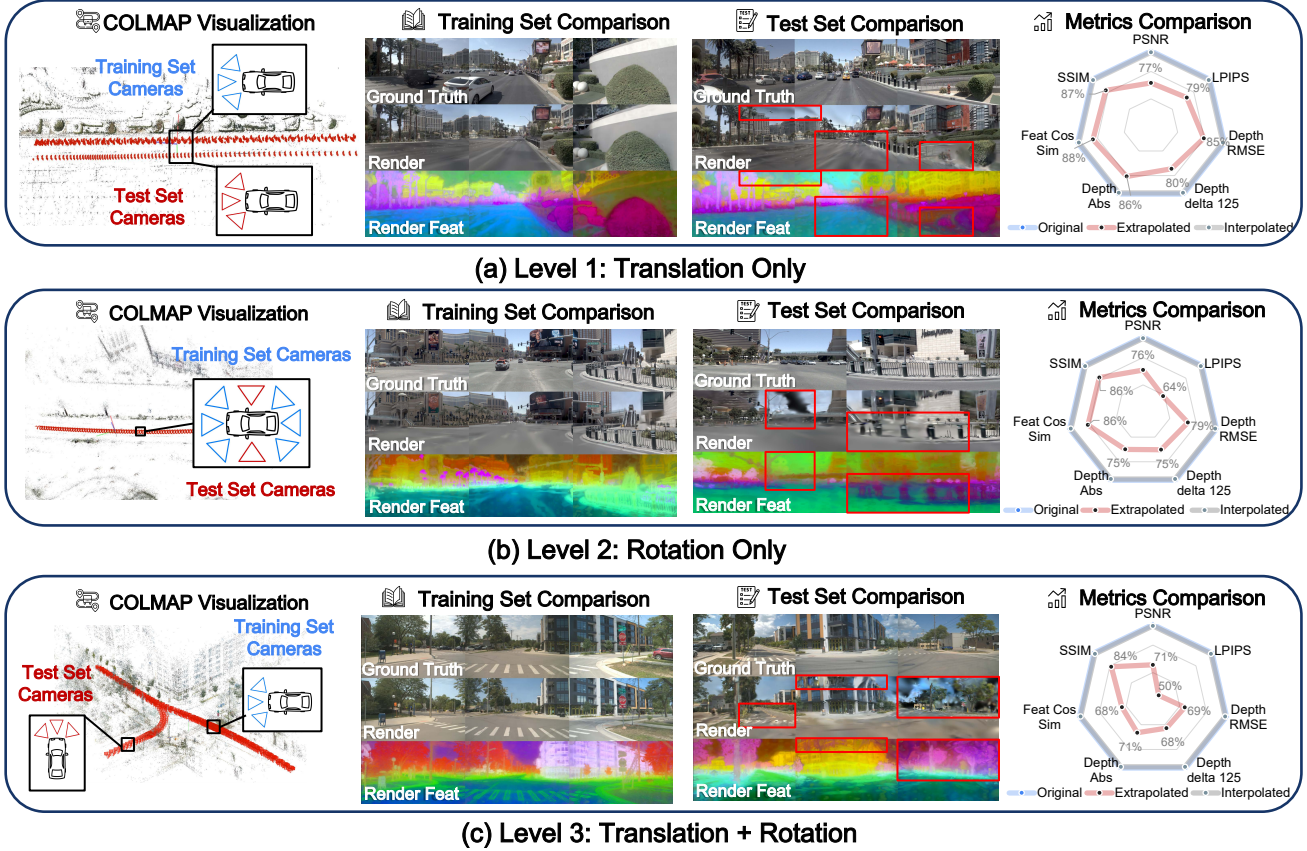 COLMAP Visualization
Training Set
Cameras
Test Set
Cameras
Training Set Comparison
Ground Truth
Render
Render Feat
TEST
Test Set Comparison
Ground Truth
Render
Render Feat
Metrics Comparison
PSNR
77%
SSIM
87%
LPIPS
79%
Feat Cos
Sim
88%
Depth
RMSE
85%
Depth
Abs
86%
Depth
delta 125
80%
Original
Extrapolated
Interpolated
(a) Level 1: Translation Only
COLMAP Visualization
Training Set Cameras
Test Set Cameras
Training Set Comparison
Ground Truth
Render
Render Feat
TEST
Test Set Comparison
Ground Truth
Render
Render Feat
Metrics Comparison
PSNR
76%
SSIM
86%
LPIPS
64%
Feat Cos
Sim
86%
Depth
RMSE
79%
Depth
Abs
75%
Depth
delta 125
75%
Original
Extrapolated
Interpolated
(b) Level 2: Rotation Only
COLMAP Visualization
Training Set
Cameras
Test Set
Cameras
Training Set Comparison
Ground Truth
Render
Render Feat
TEST
Test Set Comparison
Ground Truth
Render
Render Feat
Metrics Comparison
PSNR
71%
SSIM
84%
LPIPS
50%
Feat Cos
Sim
68%
Depth
RMSE
69%
Depth
Abs
71%
Depth
delta 125
68%
Original
Extrapolated
Interpolated
(c) Level 3: Translation + Rotation